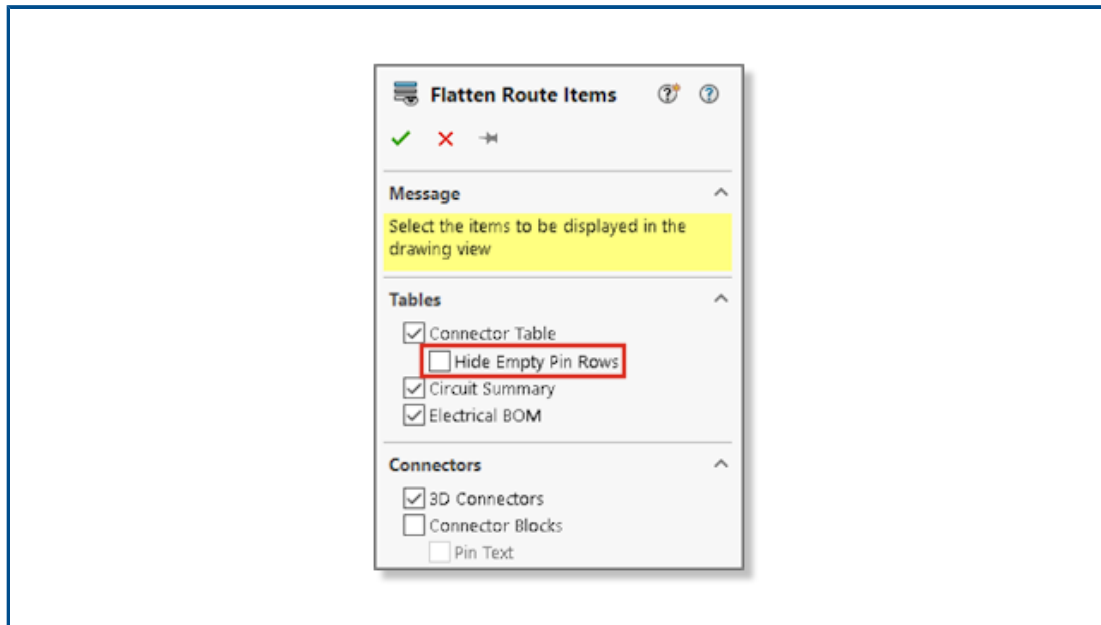 Flatten Route Items
Message
Select the items to be displayed in the
drawing view
Tables
Connector Table
Hide Empty Pin Rows
Circuit Summary
Electrical BOM
Connectors
3D Connectors
Connector Blocks
Pin Text